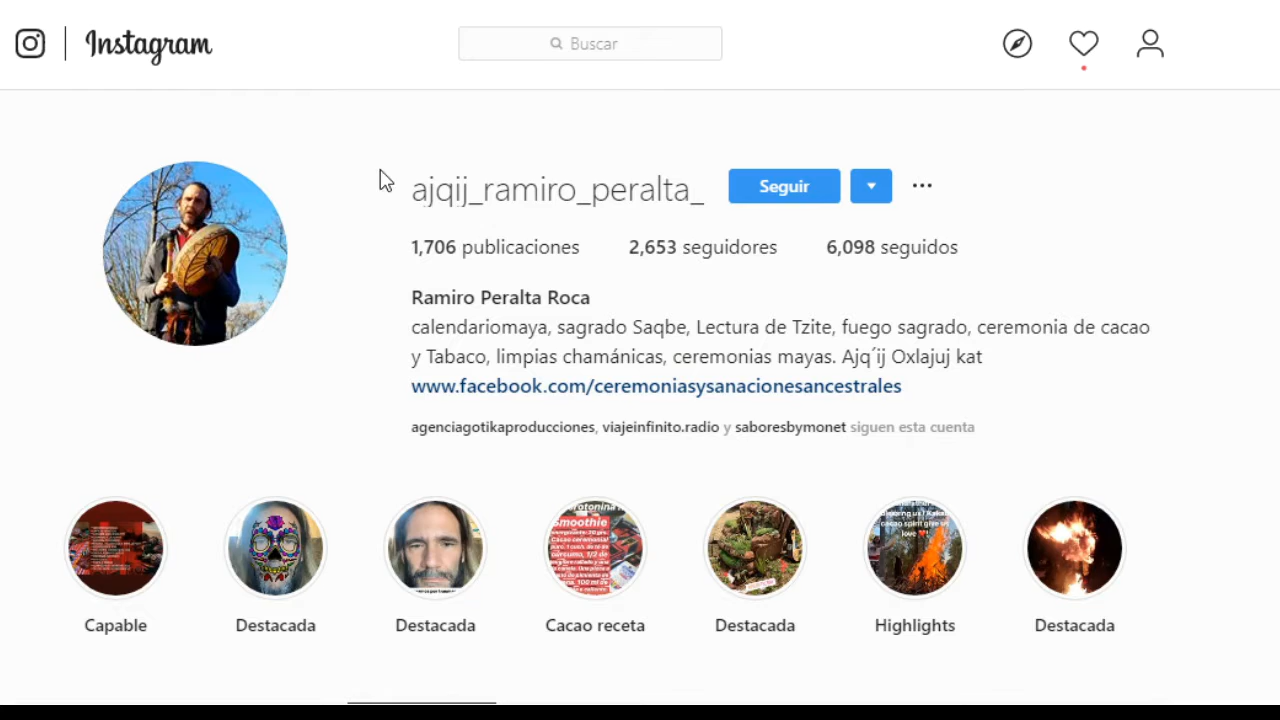 Instagram
Buscar
ajqij_ramiro_peralta_
Seguir
1,706 publicaciones
2,653 seguidores
6,098 seguidos
Ramiro Peralta Roca
calendariomaya, sagrado Saqbe, Lectura de Tzite, fuego sagrado, ceremonia de cacao
y Tabaco, limpias chamánicas, ceremonias mayas. Ajq´ij Oxlajuj kat
www.facebook.com/ceremoniasysanacionesancestrales
agenciagotikaproducciones, viajeinfinito.radio y saboresbymonet siguen esta cuenta
Smoothie
love
Capable
Destacada
Destacada
Cacao receta
Destacada
Highlights
Destacada